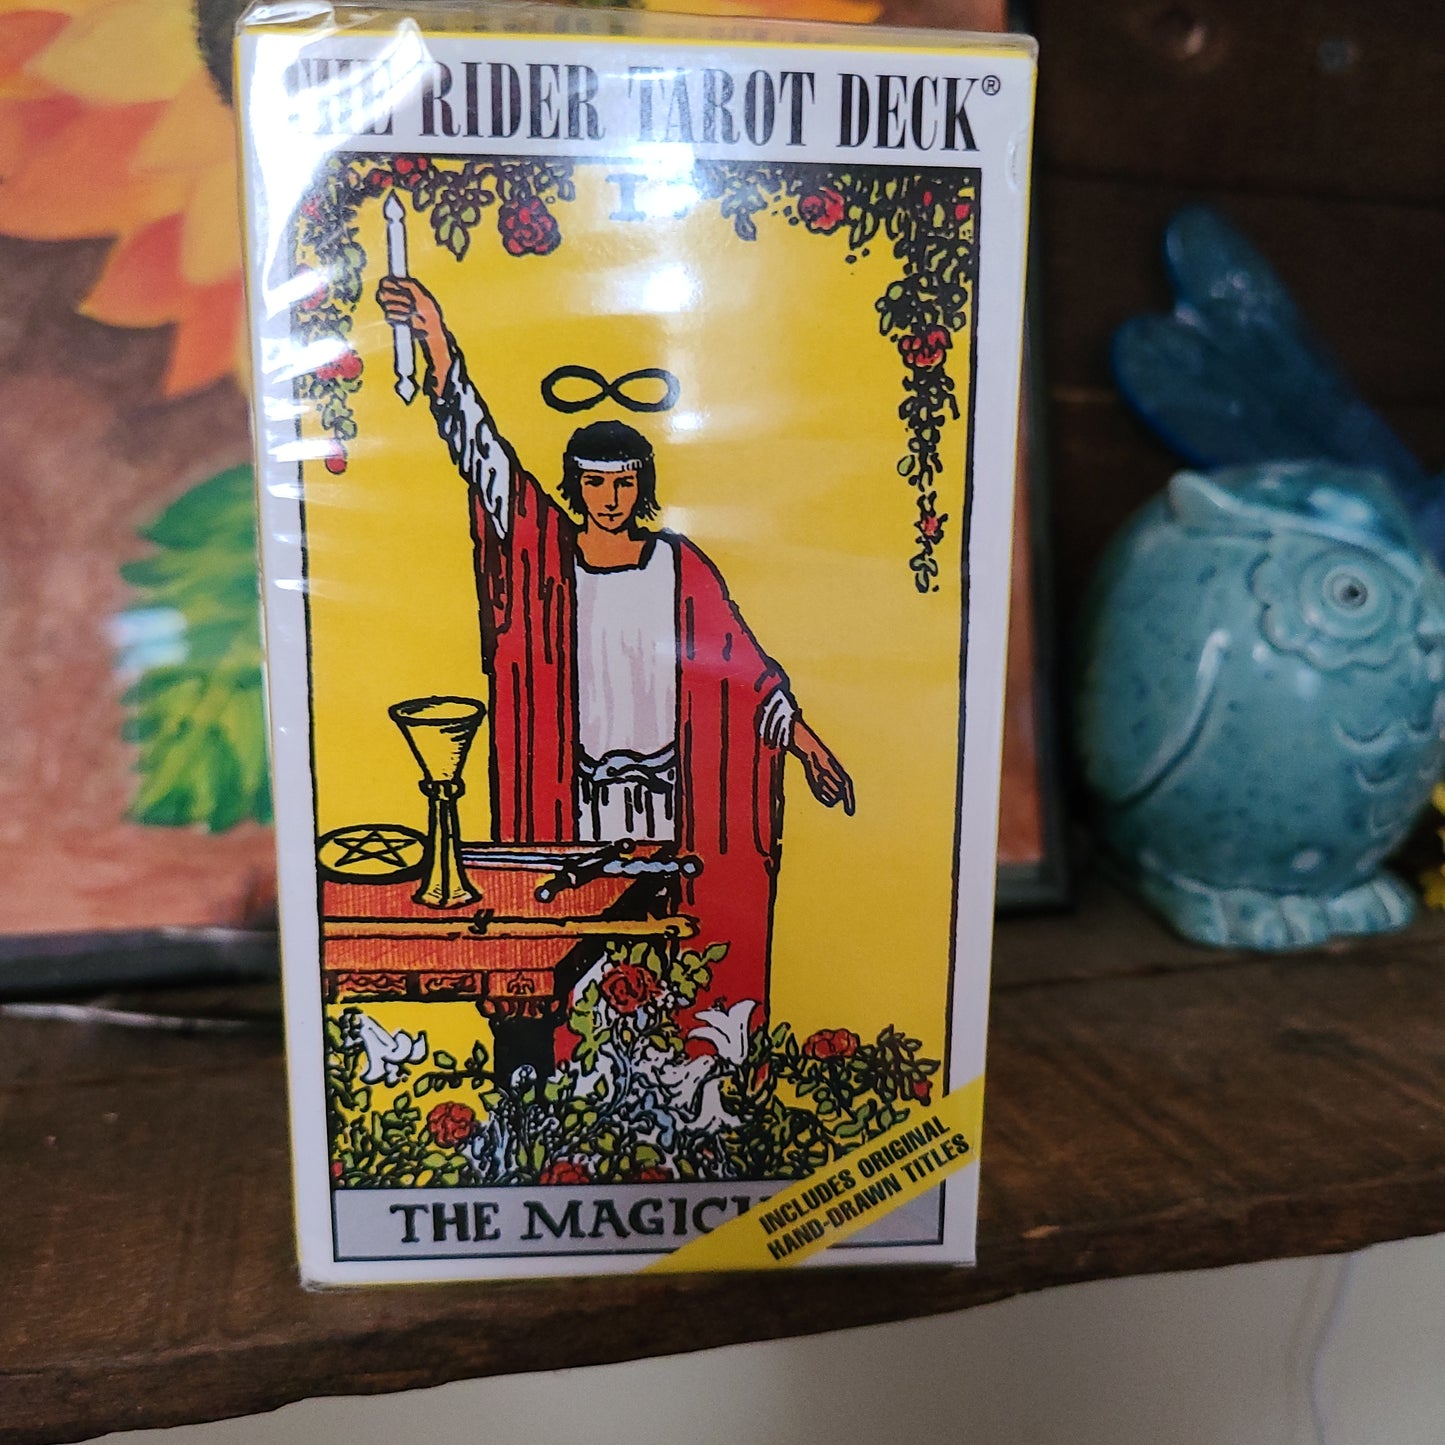 THE RIDER TAROT DECK®
I.
THE MAGICI
INCLUDES ORIGINAL
HAND-DRAWN TITLES